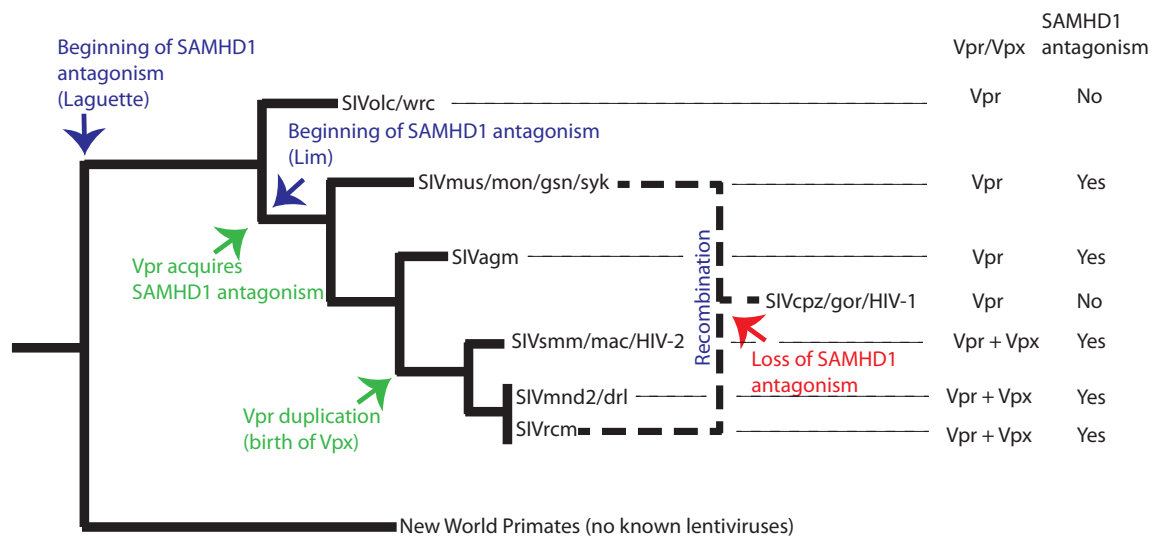 SAMHD1
Vpr/Vpx antagonism
Beginning of SAMHD1
antagonism
(Laguette)
SIVolc/wrc Vpr No
Beginning of SAMHD1 antagonism
(Lim)
SIVmus/mon/gsn/syk Vpr Yes
Vpr acquires
SAMHD1 antagonism
SIVagm Vpr Yes
Recombination
SIVcpz/gor/HIV-1 Vpr No
SIVsmm/mac/HIV-2 Vpr + Vpx Yes
Loss of SAMHD1
antagonism
SIVmnd2/drl Vpr + Vpx Yes
Vpr duplication
(birth of Vpx)
SIVrcm Vpr + Vpx Yes
New World Primates (no known lentiviruses)